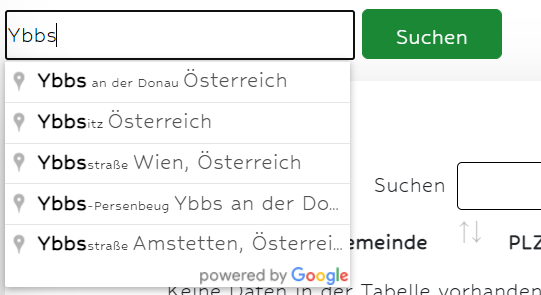 Ybbs
Suchen
Ybbs an der Donau Österreich
Ybbsitz Österreich
Ybbsstraße Wien, Österreich
Ybbs-Persenbeug Ybbs an der Do...
Ybbsstraße Amstetten, Österrei...
powered by Google
Suchen
emeinde
PLZ
Keine Daten in der Tabelle vorhanden